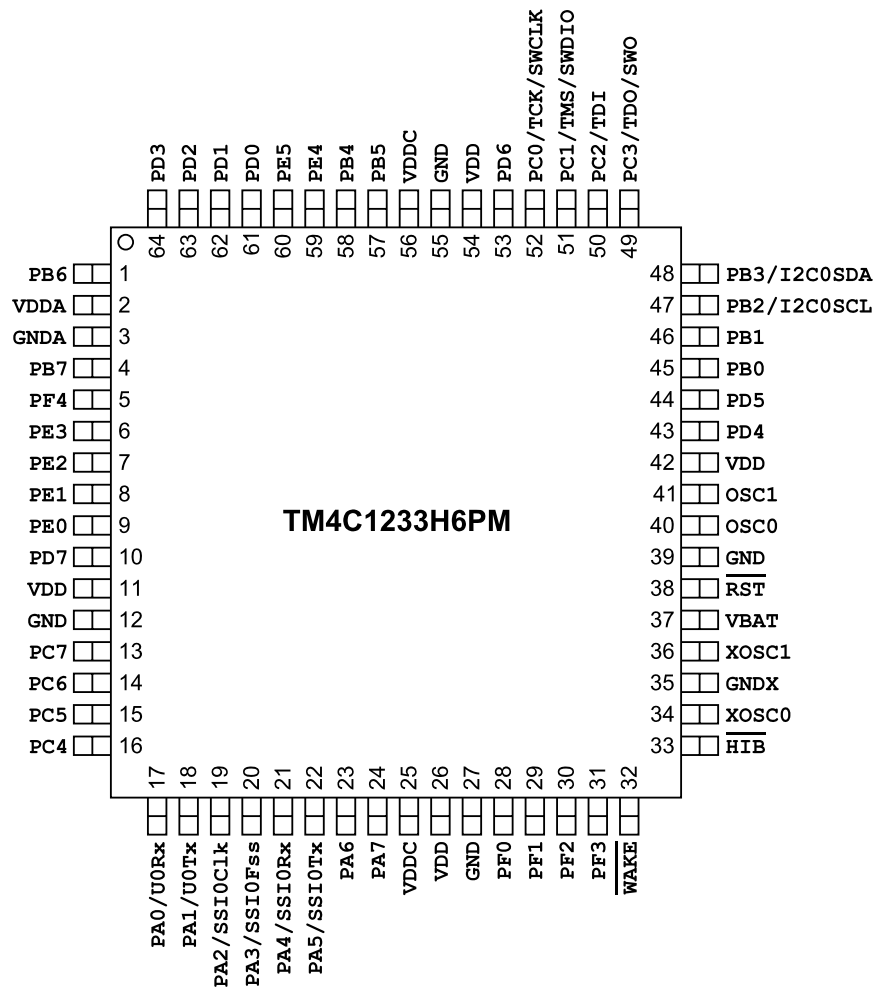 PC0/TCK/SWCLK
PC1/TMS/SWDIO
PC2/TDI
PC3/TDO/SWO
PD3
PD2
PD1
PD0
PE5
PE4
PB4
PB5
VDDC
GND
VDD
PD6
64
63
62
61
60
59
58
57
56
55
54
53
52
51
50
49
PB6 1
VDDA 2
GNDA 3
PB7 4
PF4 5
PE3 6
PE2 7
PE1 8
PE0 9
PD7 10
VDD 11
GND 12
PC7 13
PC6 14
PC5 15
PC4 16
TM4C1233H6PM
48 PB3/I2C0SDA
47 PB2/I2C0SCL
46 PB1
45 PB0
44 PD5
43 PD4
42 VDD
41 OSC1
40 OSC0
39 GND
38 RST
37 VBAT
36 XOSC1
35 GNDX
34 XOSC0
33 HIB
17
18
19
20
21
22
23
24
25
26
27
28
29
30
31
32
PA0/U0Rx
PA1/U0Tx
PA2/SSI0Clk
PA3/SSI0Fss
PA4/SSI0Rx
PA5/SSI0Tx
PA6
PA7
VDDC
VDD
GND
PF0
PF1
PF2
PF3
WAKE